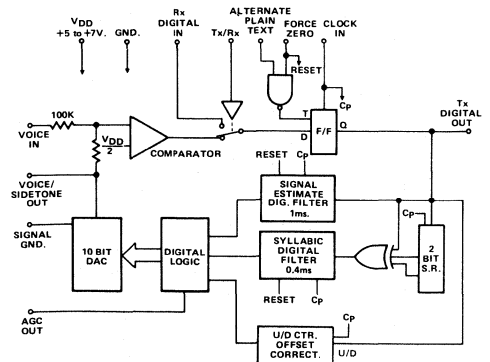 VDD
+5 to +7V.
GND.
Rx
DIGITAL
IN
Tx/Rx
ALTERNATE
PLAIN
TEXT
FORCE
ZERO
CLOCK
IN
RESET
CP
100K
VOICE
IN
VDD
2
COMPARATOR
T
D
F/F
Q
Tx
DIGITAL
OUT
VOICE/
SIDETONE
OUT
SIGNAL
GND.
10 BIT
DAC
DIGITAL
LOGIC
AGC
OUT
RESET
CP
SIGNAL
ESTIMATE
DIG. FILTER
1ms.
SYLLABIC
DIGITAL
FILTER
0.4ms
RESET
CP
CP
2
BIT
S.R.
U/D CTR.
OFFSET
CORRECT.
CP
U/D